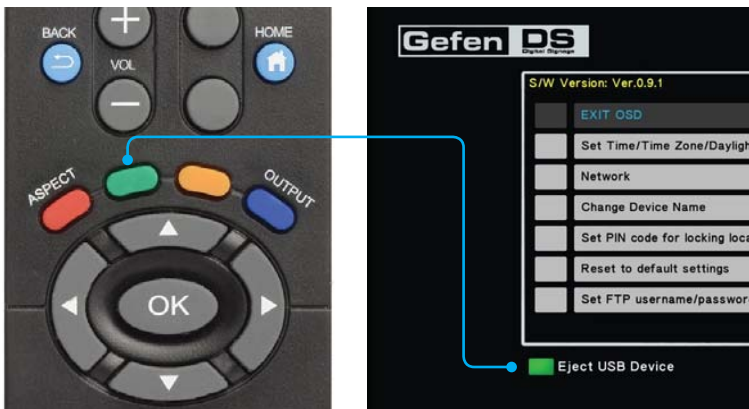 BACK
HOME
VOL
ASPECT
OUTPUT
OK
Gefen DS
Digital Signage
S/W Version: Ver.0.9.1
EXIT OSD
Set Time/Time Zone/Dayligh
Network
Change Device Name
Set PIN code for locking loca
Reset to default settings
Set FTP username/passwor
Eject USB Device